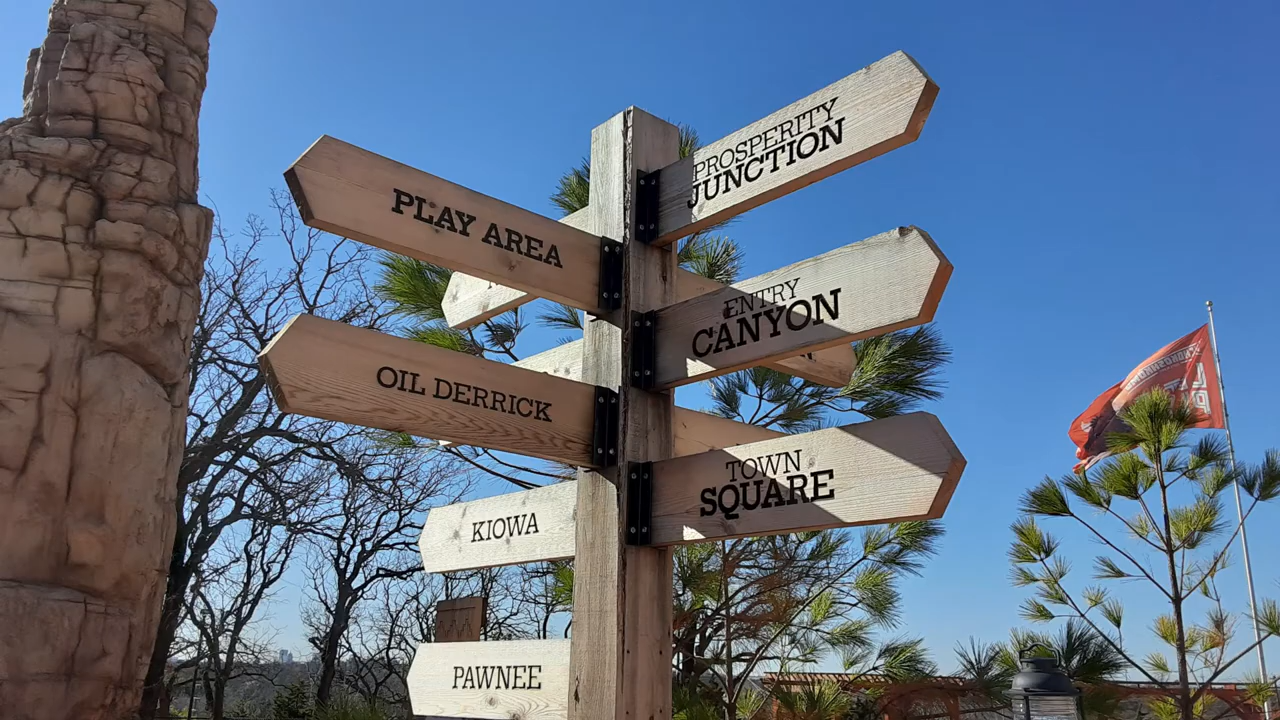 PROSPERITY
JUNCTION
PLAY AREA
ENTRY
CANYON
OIL DERRICK
TOWN
SQUARE
KIOWA
PAWNEE